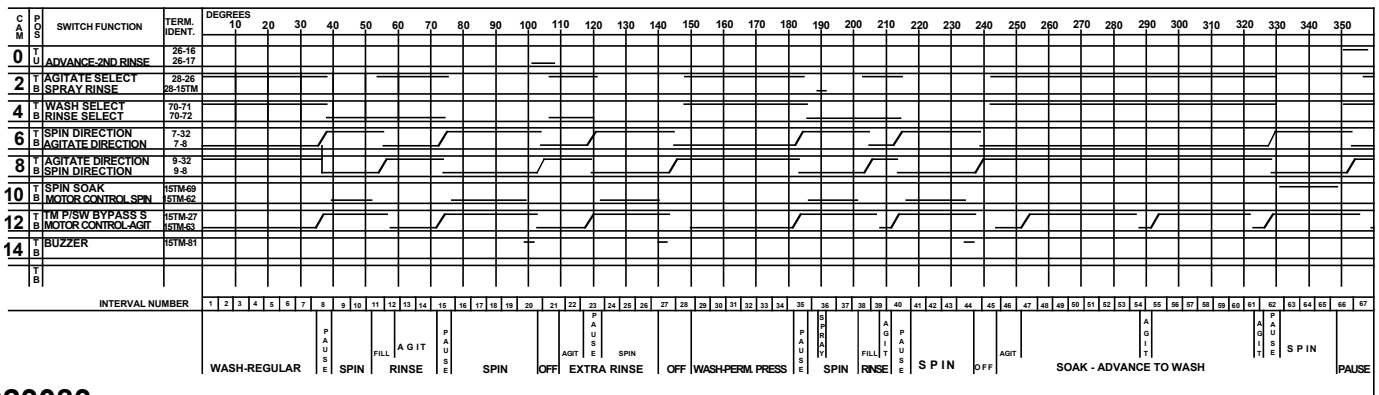 DEGREES
CAM POS SWITCH FUNCTION TERM. IDENT. 10 20 30 40 50 60 70 80 90 100 110 120 130 140 150 160 170 180 190 200 210 220 230 240 250 260 270 280 290 300 310 320 330 340 350
0 T 26-16
U ADVANCE-2ND RINSE 26-17
2 T AGITATE SELECT 28-26
B SPRAY RINSE 28-15TM
4 T WASH SELECT 70-71
B RINSE SELECT 70-72
6 T SPIN DIRECTION 7-32
B AGITATE DIRECTION 7-8
8 T AGITATE DIRECTION 9-32
B SPIN DIRECTION 9-8
10 T SPIN SOAK 15TM-69
B MOTOR CONTROL SPIN 15TM-62
12 T TM P/SW BYPASS S 15TM-27
B MOTOR CONTROL-AGIT 15TM-63
14 T BUZZER 15TM-81
B
T
B
INTERVAL NUMBER 1 2 3 4 5 6 7 8 9 10 11 12 13 14 15 16 17 18 19 20 21 22 23 24 25 26 27 28 29 30 31 32 33 34 35 36 37 38 39 40 41 42 43 44 45 46 47 48 49 50 51 52 53 54 55 56 57 58 59 60 61 62 63 64 65 66 67
WASH-REGULAR PAUSE SPIN FILL AGIT RINSE PAUSE SPIN OFF AGIT PAUSE SPIN EXTRA RINSE OFF WASH-PERM. PRESS PAUSE SPRAY SPIN FILL AGIT RINSE PAUSE SPIN OFF AGIT SOAK - ADVANCE TO WASH AGIT AGIT PAUSE SPIN PAUSE